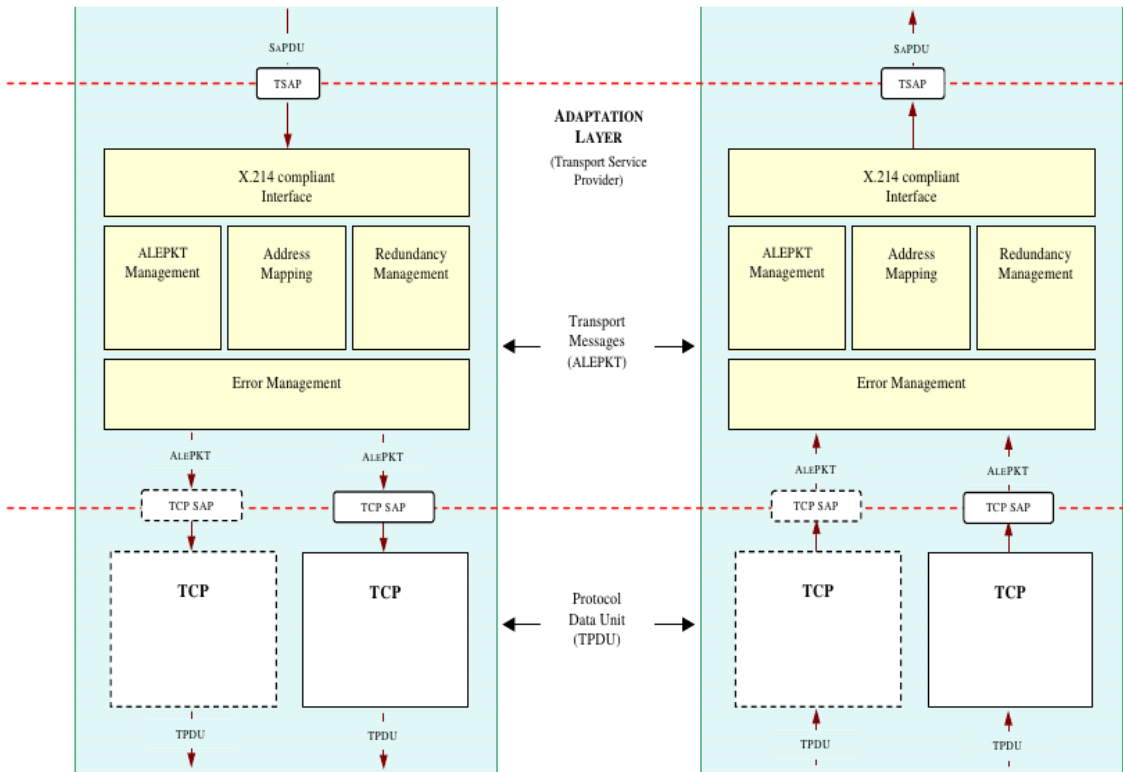 SAPDU
TSAP
X.214 compliant
Interface
ALEPKT
Management
Address
Mapping
Redundancy
Management
Error Management
ALEPKT
ALEPKT
TCP SAP
TCP SAP
TCP
TCP
TPDU
TPDU
ADAPTATION
LAYER
(Transport Service
Provider)
Transport
Messages
(ALEPKT)
Protocol
Data Unit
(TPDU)
SAPDU
TSAP
X.214 compliant
Interface
ALEPKT
Management
Address
Mapping
Redundancy
Management
Error Management
ALEPKT
ALEPKT
TCP SAP
TCP SAP
TCP
TCP
TPDU
TPDU